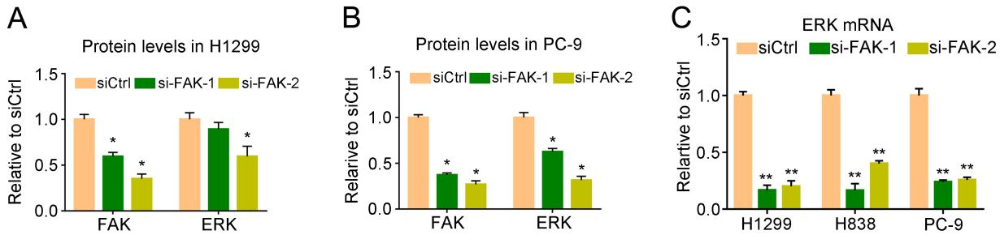 A
Protein levels in H1299
siCtrl si-FAK-1 si-FAK-2
Relative to siCtrl
1.5
1.0
0.5
0.0
* * *
FAK ERK
B
Protein levels in PC-9
siCtrl si-FAK-1 si-FAK-2
Relarive to siCtrl
1.5
1.0
0.5
0.0
* * * *
FAK ERK
C
ERK mRNA
siCtrl si-FAK-1 si-FAK-2
Relartive to siCtrl
1.5
1.0
0.5
0.0
** ** ** ** ** **
H1299 H838 PC-9